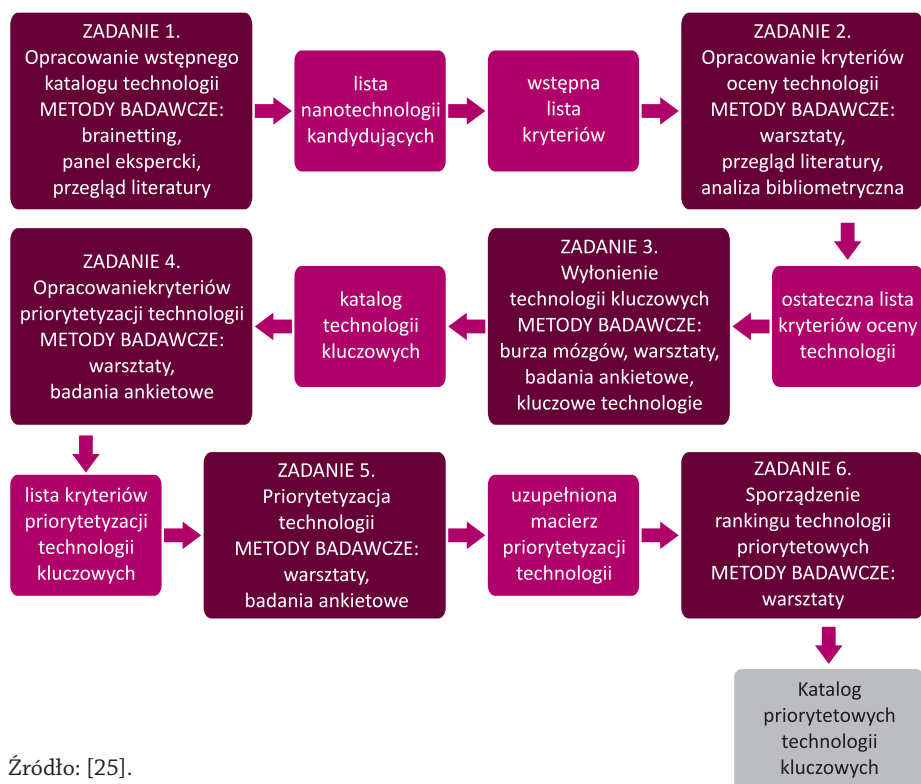 ZADANIE 1.
Opracowanie wstępnego
katalogu technologii
METODY BADAWCZE:
brainetting,
panel ekspercki,
przegląd literatury
lista
nanotechnologii
kandydujących
wstępna
lista
kryteriów
ZADANIE 2.
Opracowanie kryteriów
oceny technologii
METODY BADAWCZE:
warsztaty,
przegląd literatury,
analiza bibliometryczna
ostateczna lista
kryteriów oceny
technologii
ZADANIE 3.
Wyłonienie
technologii kluczowych
METODY BADAWCZE:
burza mózgów, warsztaty,
badania ankietowe,
kluczowe technologie
katalog
technologii
kluczowych
ZADANIE 4.
Opracowaniekryteriów
priorytetyzacji technologii
METODY BADAWCZE:
warsztaty,
badania ankietowe
lista kryteriów
priorytetyzacji
technologii
kluczowych
ZADANIE 5.
Priorytetyzacja
technologii
METODY BADAWCZE:
warsztaty,
badania ankietowe
uzupełniona
macierz
priorytetyzacji
technologii
ZADANIE 6.
Sporządzenie
rankingu technologii
priorytetowych
METODY BADAWCZE:
warsztaty
Katalog
priorytetowych
technologii
kluczowych
Źródło: [25].